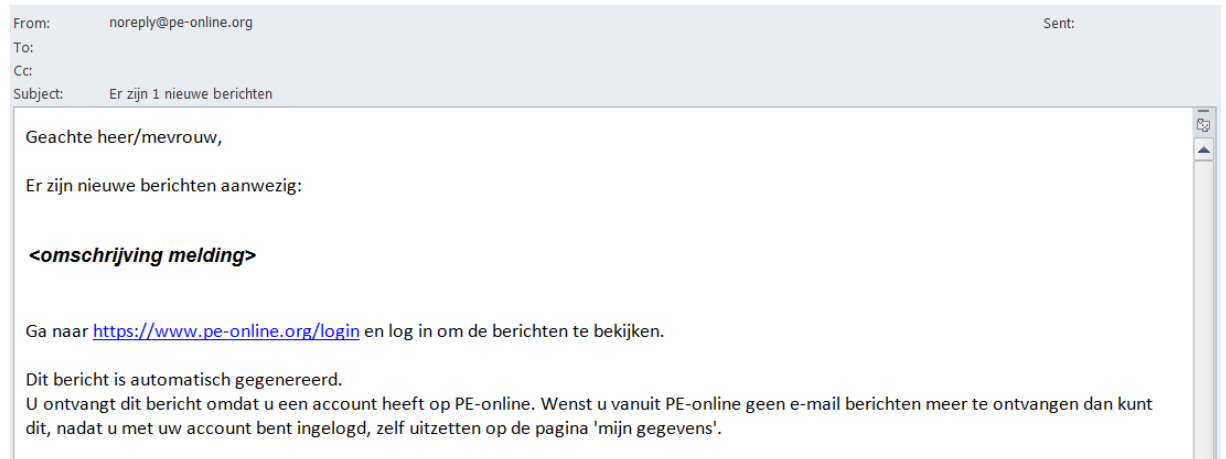 From: noreply@pe-online.org Sent:
To:
Cc:
Subject: Er zijn 1 nieuwe berichten
Geachte heer/mevrouw,
Er zijn nieuwe berichten aanwezig:
<omschrijving melding>
Ga naar https://www.pe-online.org/login en log in om de berichten te bekijken.
Dit bericht is automatisch gegenereerd.
U ontvangt dit bericht omdat u een account heeft op PE-online. Wenst u vanuit PE-online geen e-mail berichten meer te ontvangen dan kunt
dit, nadat u met uw account bent ingelogd, zelf uitzetten op de pagina 'mijn gegevens'.